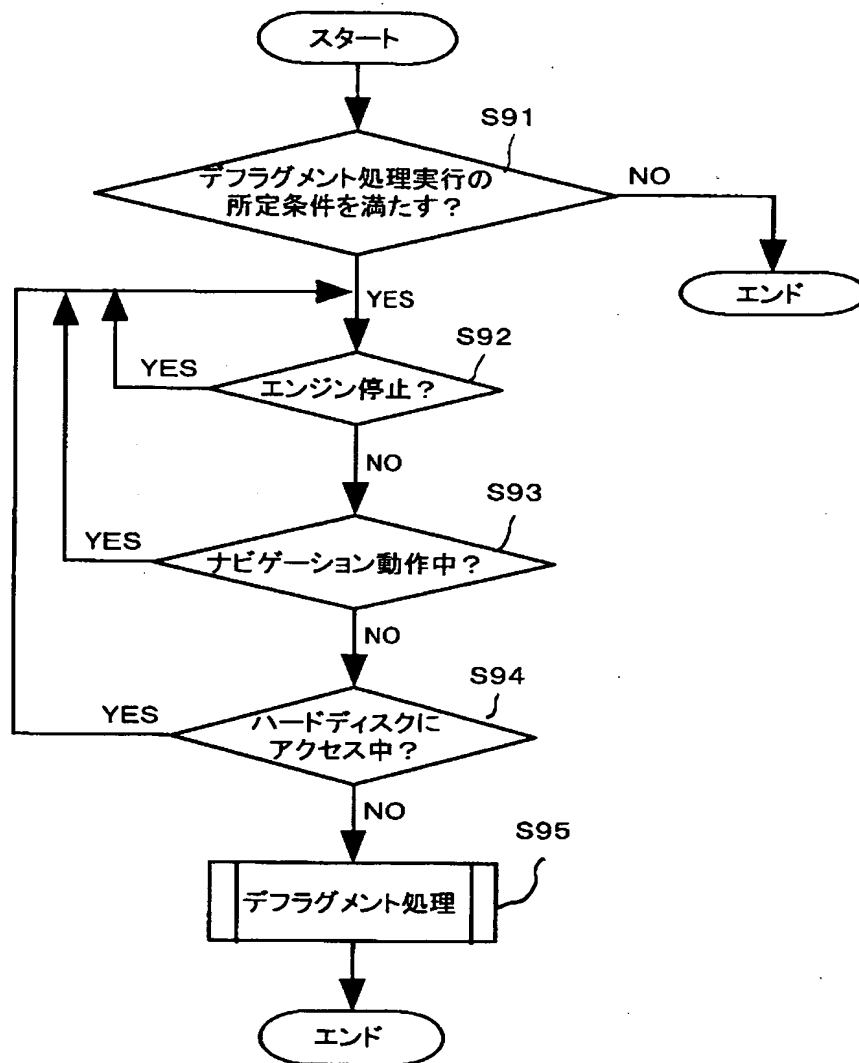 スタート
S91
デフラグメント処理実行の
所定条件を満たす？
NO
エンド
YES
S92
エンジン停止？
YES
NO
S93
ナビゲーション動作中？
YES
NO
S94
ハードディスクに
アクセス中？
YES
NO
S95
デフラグメント処理
エンド